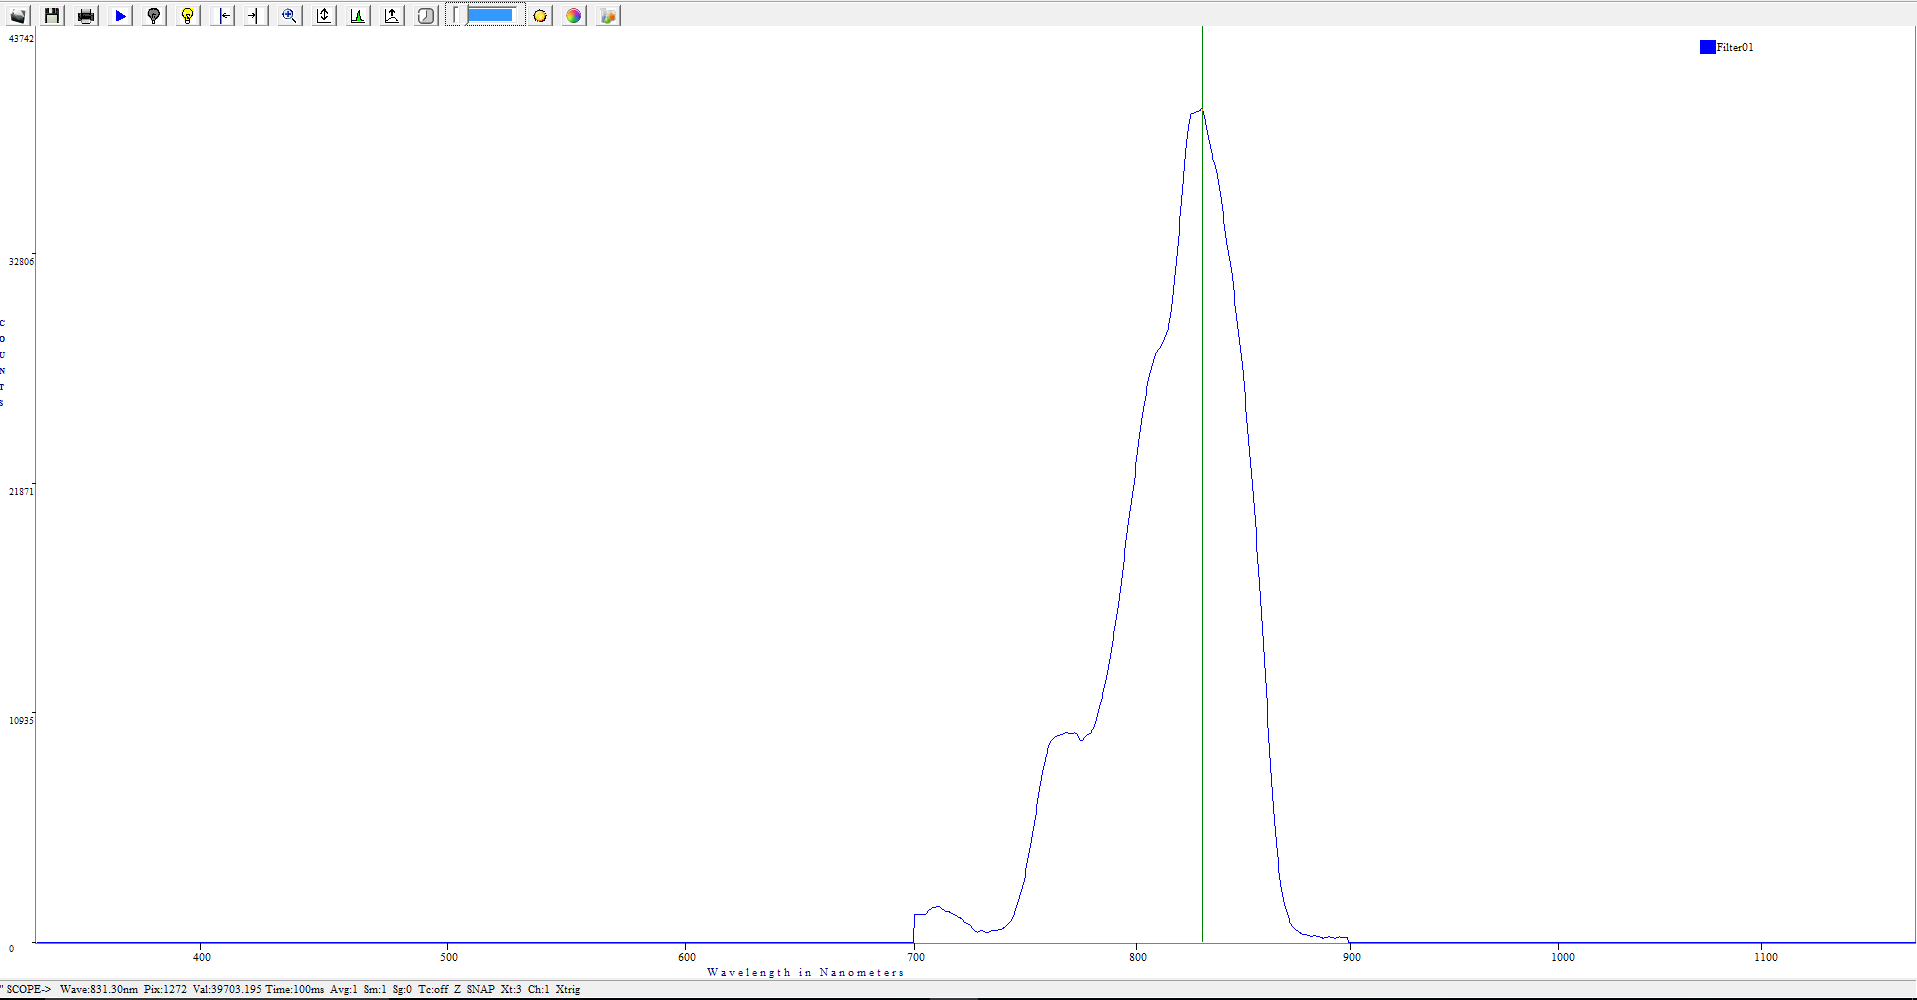 43742
Filter01
32806
COUNTS
21871
10935
0
400 500 600 700 800 900 1000 1100
Wavelength in Nanometers
" SCOPE-> Wave:831.30nm Pix:1272 Val:39703.195 Time:100ms Avg:1 Sm:1 Sg:0 Tc:off Z SNAP Xt:3 Ch:1 Xtrig